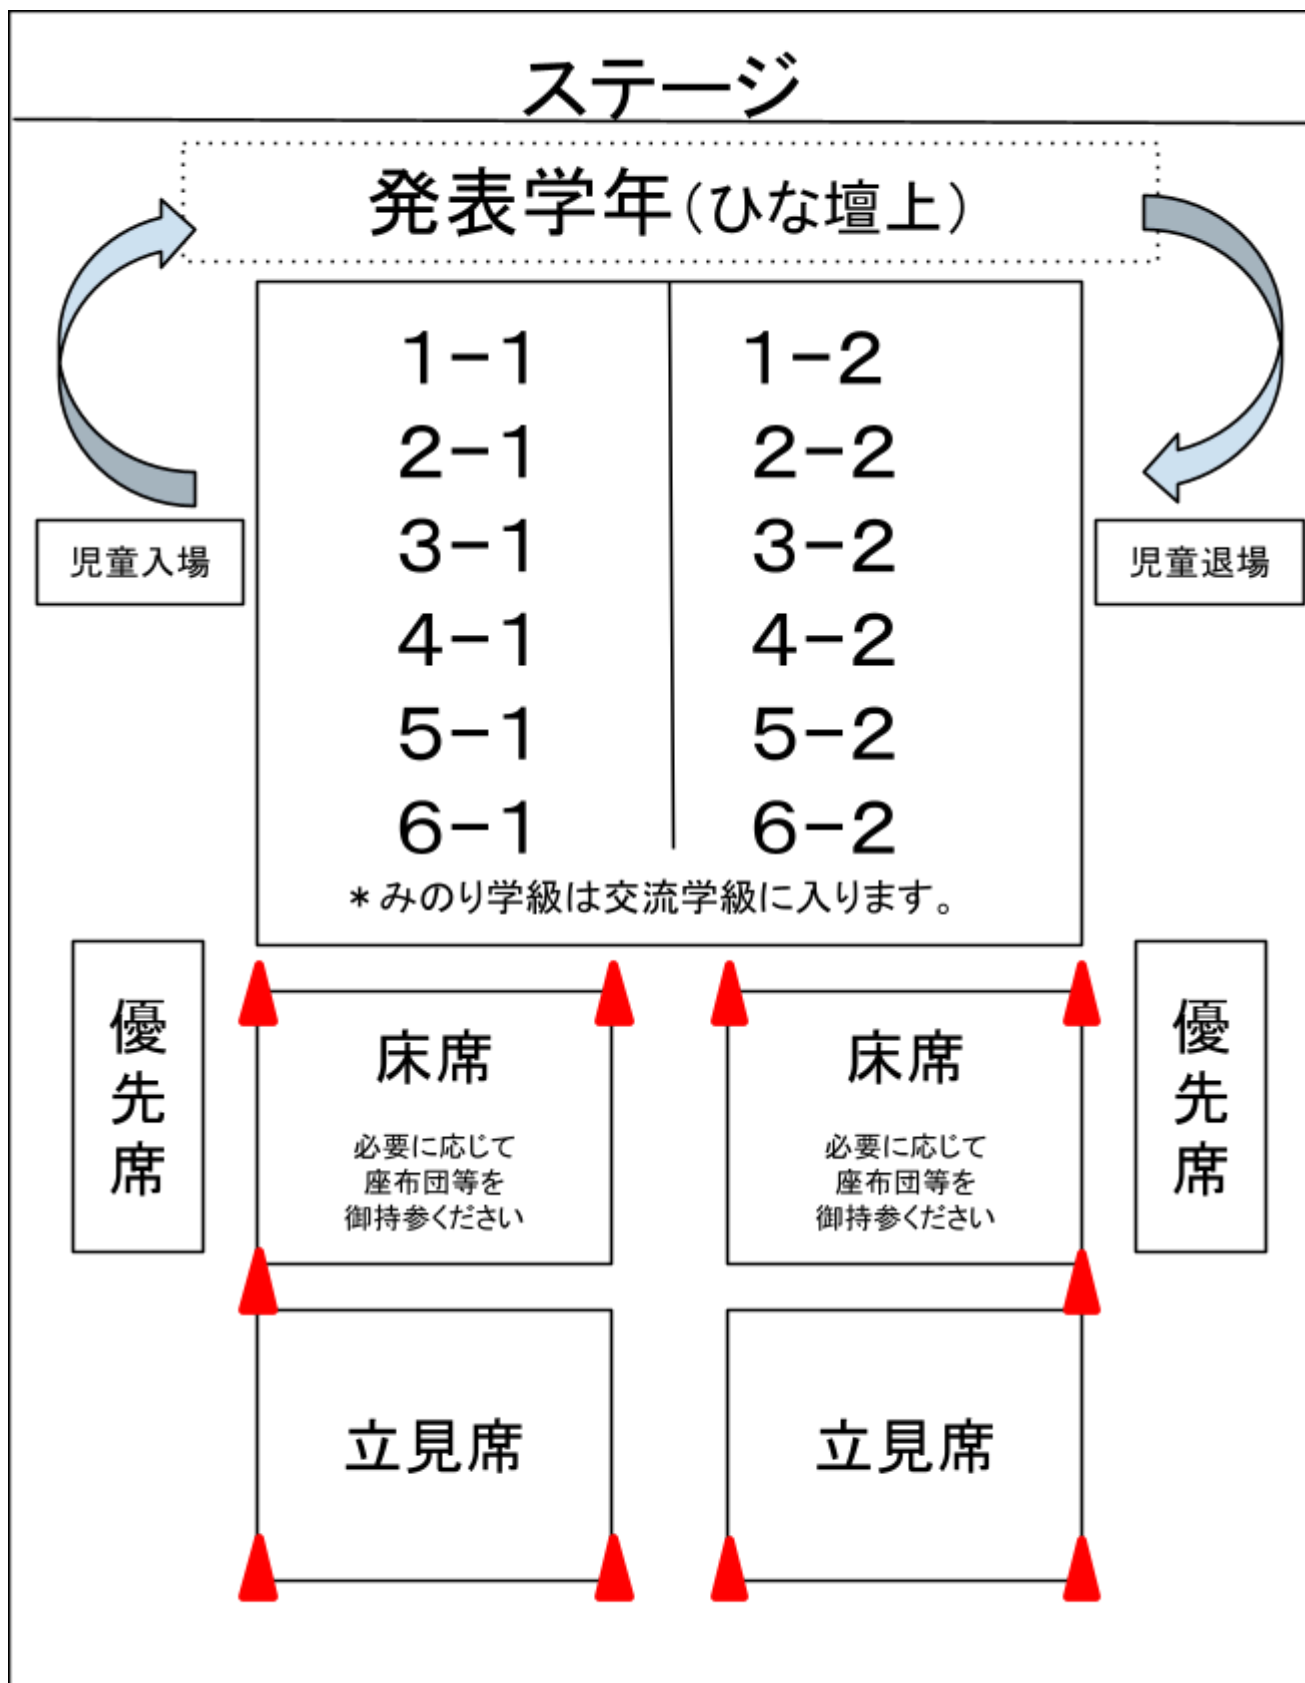 ステージ
発表学年(ひな壇上)
1-1
1-2
2-1
2-2
3-1
3-2
4-1
4-2
5-1
5-2
6-1
6-2
*みのり学級は交流学級に入ります。
児童入場
児童退場
優先席
床席
必要に応じて
座布団等を
御持参ください
床席
必要に応じて
座布団等を
御持参ください
優先席
立見席
立見席